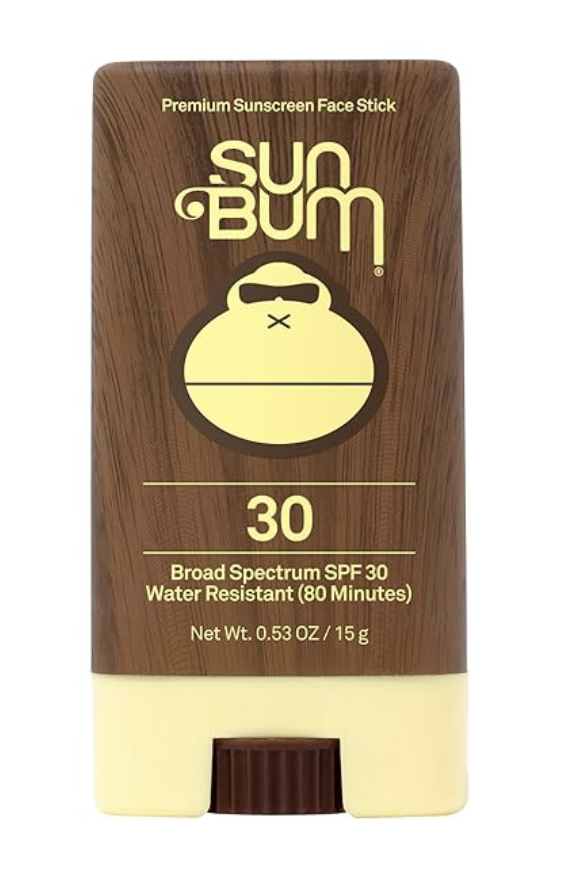 Premium Sunscreen Face Stick
Sun
Bum®
30
Broad Spectrum SPF 30
Water Resistant (80 Minutes)
Net Wt. 0.53 OZ / 15 g